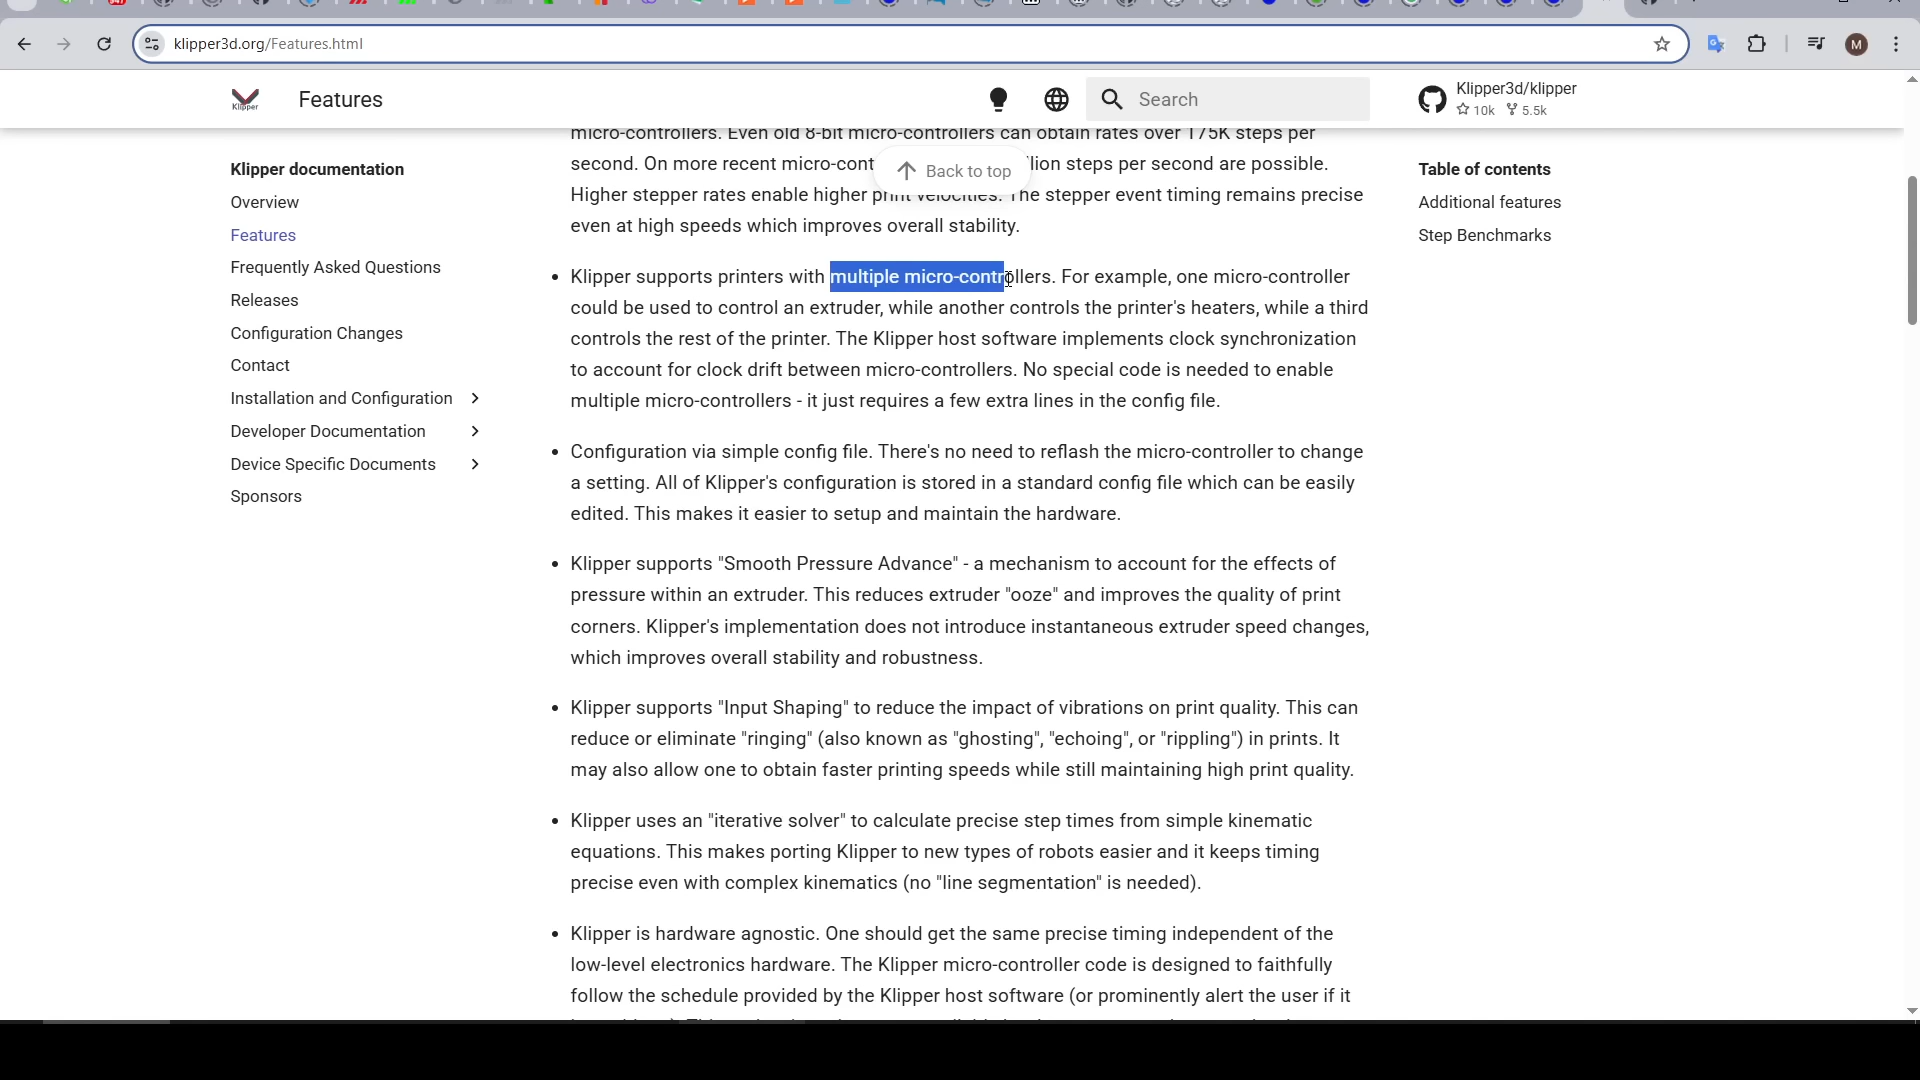 klipper3d.org/Features.html
M
Klipper
Features
Search
Klipper3d/klipper
10k 5.5k
Klipper documentation
Overview
Features
Frequently Asked Questions
Releases
Configuration Changes
Contact
Installation and Configuration
Developer Documentation
Device Specific Documents
Sponsors
micro-controllers. Even old 8-bit micro-controllers can obtain rates over 175K steps per
second. On more recent micro-cont lion steps per second are possible.
Back to top
Higher stepper rates enable higher print velocities. The stepper event timing remains precise
even at high speeds which improves overall stability.
• Klipper supports printers with multiple micro-controllers. For example, one micro-controller
could be used to control an extruder, while another controls the printer's heaters, while a third
controls the rest of the printer. The Klipper host software implements clock synchronization
to account for clock drift between micro-controllers. No special code is needed to enable
multiple micro-controllers - it just requires a few extra lines in the config file.
• Configuration via simple config file. There's no need to reflash the micro-controller to change
a setting. All of Klipper's configuration is stored in a standard config file which can be easily
edited. This makes it easier to setup and maintain the hardware.
• Klipper supports "Smooth Pressure Advance" - a mechanism to account for the effects of
pressure within an extruder. This reduces extruder "ooze" and improves the quality of print
corners. Klipper's implementation does not introduce instantaneous extruder speed changes,
which improves overall stability and robustness.
• Klipper supports "Input Shaping" to reduce the impact of vibrations on print quality. This can
reduce or eliminate "ringing" (also known as "ghosting", "echoing", or "rippling") in prints. It
may also allow one to obtain faster printing speeds while still maintaining high print quality.
• Klipper uses an "iterative solver" to calculate precise step times from simple kinematic
equations. This makes porting Klipper to new types of robots easier and it keeps timing
precise even with complex kinematics (no "line segmentation" is needed).
• Klipper is hardware agnostic. One should get the same precise timing independent of the
low-level electronics hardware. The Klipper micro-controller code is designed to faithfully
follow the schedule provided by the Klipper host software (or prominently alert the user if it
Table of contents
Additional features
Step Benchmarks